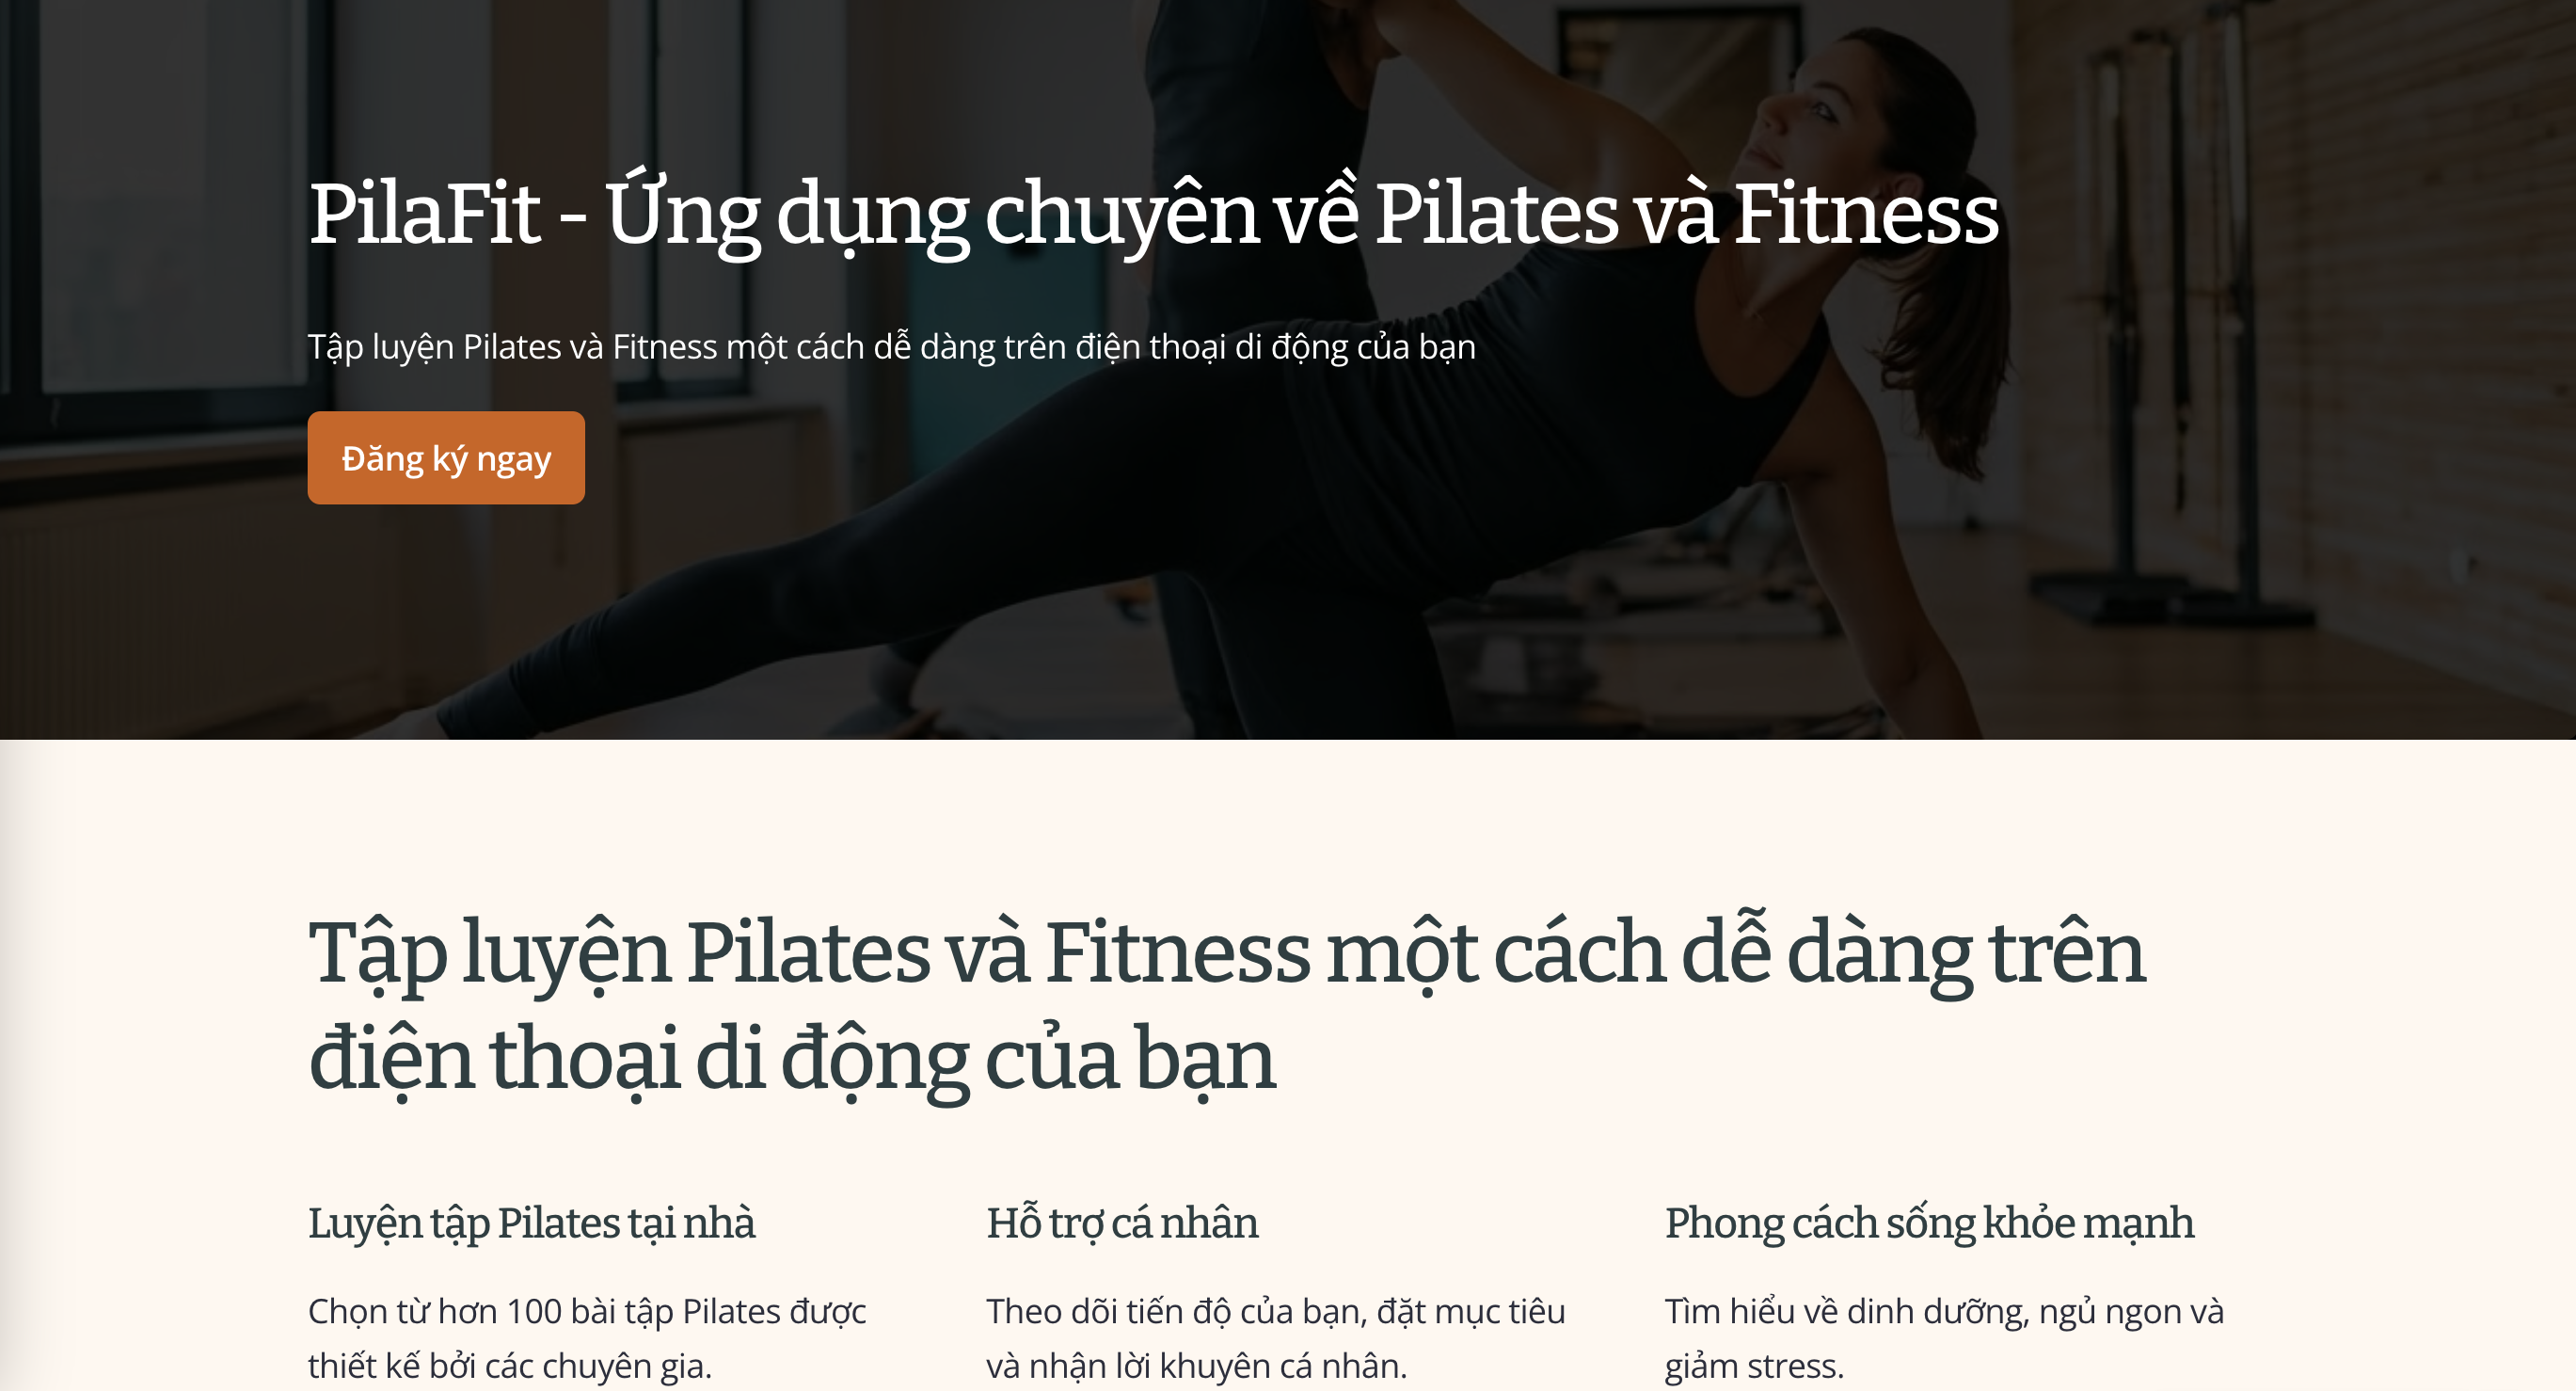 PilaFit - Ứng dụng chuyên về Pilates và Fitness
Tập luyện Pilates và Fitness một cách dễ dàng trên điện thoại di động của bạn
Đăng ký ngay
Tập luyện Pilates và Fitness một cách dễ dàng trên
điện thoại di động của bạn
Luyện tập Pilates tại nhà
Chọn từ hơn 100 bài tập Pilates được
thiết kế bởi các chuyên gia.
Hỗ trợ cá nhân
Theo dõi tiến độ của bạn, đặt mục tiêu
và nhận lời khuyên cá nhân.
Phong cách sống khỏe mạnh
Tìm hiểu về dinh dưỡng, ngủ ngon và
giảm stress.